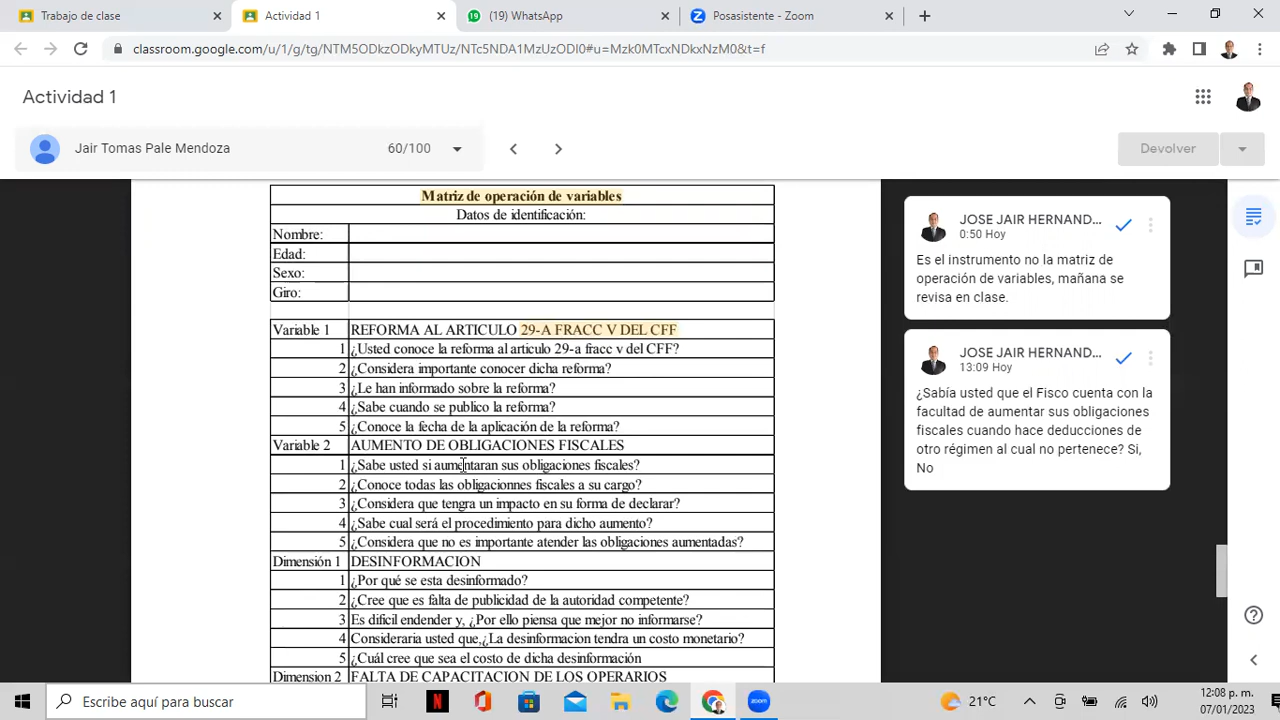 Trabajo de clase
Actividad 1
(19) WhatsApp
Posasistente - Zoom
classroom.google.com/u/1/g/tg/NTM5ODkzODkyMTUz/NTc5NDA1MzUzODI0#u=Mzk0MTcxNDkxNzM0&t=f
Actividad 1
Jair Tomas Pale Mendoza
60/100
Devolver
Matriz de operación de variables
Datos de identificación:
Nombre:
Edad:
Sexo:
Giro:
Variable 1 REFORMA AL ARTICULO 29-A FRACC V DEL CFF
1 ¿Usted conoce la reforma al articulo 29-a fracc v del CFF?
2 ¿Considera importante conocer dicha reforma?
3 ¿Le han informado sobre la reforma?
4 ¿Sabe cuando se publico la reforma?
5 ¿Conoce la fecha de la aplicación de la reforma?
Variable 2 AUMENTO DE OBLIGACIONES FISCALES
1 ¿Sabe usted si aumentaran sus obligaciones fiscales?
2 ¿Conoce todas las obligacionnes fiscales a su cargo?
3 ¿Considera que tengra un impacto en su forma de declarar?
4 ¿Sabe cual será el procedimiento para dicho aumento?
5 ¿Considera que no es importante atender las obligaciones aumentadas?
Dimensión 1 DESINFORMACION
1 ¿Por qué se esta desinformado?
2 ¿Cree que es falta de publicidad de la autoridad competente?
3 Es dificil endender y, ¿Por ello piensa que mejor no informarse?
4 Consideraria usted que,¿La desinformacion tendra un costo monetario?
5 ¿Cuál cree que sea el costo de dicha desinformación
Dimension 2 FALTA DE CAPACITACION DE LOS OPERARIOS
JOSE JAIR HERNAND...
0:50 Hoy
Es el instrumento no la matriz de
operación de variables, mañana se
revisa en clase.
JOSE JAIR HERNAND...
13:09 Hoy
¿Sabía usted que el Fisco cuenta con la
facultad de aumentar sus obligaciones
fiscales cuando hace deducciones de
otro régimen al cual no pertenece? Si,
No
Escribe aquí para buscar
21°C
12:08 p. m.
07/01/2023